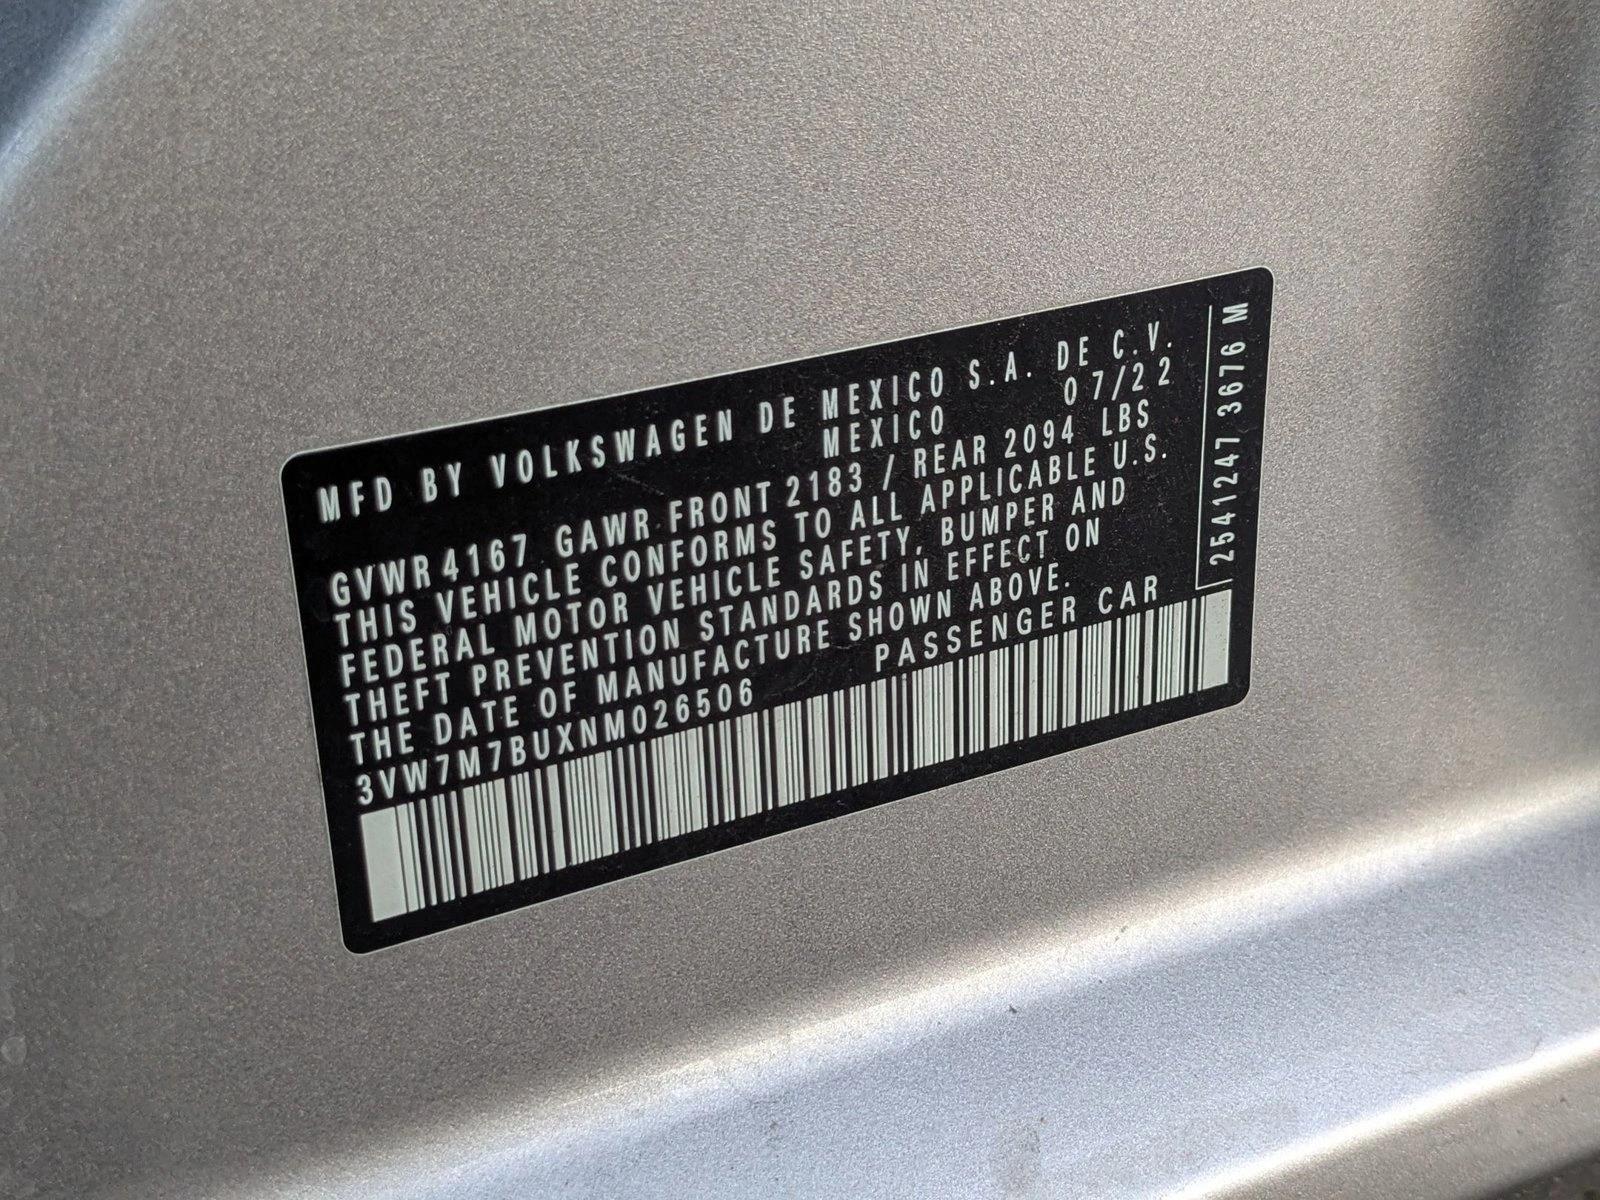 MFD BY VOLKSWAGEN DE MEXICO S.A. DE C.V.
MEXICO 07/22
GVWR 4167 GAWR FRONT 2183 / REAR 2094 LBS
THIS VEHICLE CONFORMS TO ALL APPLICABLE U.S.
FEDERAL MOTOR VEHICLE SAFETY, BUMPER AND
THEFT PREVENTION STANDARDS IN EFFECT ON
THE DATE OF MANUFACTURE SHOWN ABOVE.
3VW7M7BUXNM026506 PASSENGER CAR
2541247 3676 M